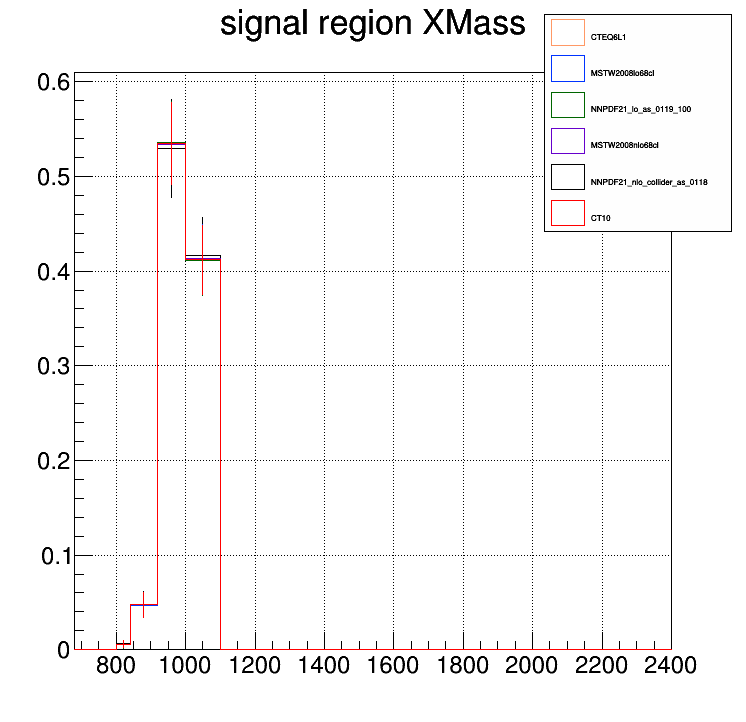 signal region XMass
CTEQ6L1
MSTW2008lo68cl
NNPDF21_lo_as_0119_100
MSTW2008nlo68cl
NNPDF21_nlo_collider_as_0118
CT10
0.6
0.5
0.4
0.3
0.2
0.1
0
800 1000 1200 1400 1600 1800 2000 2200 2400